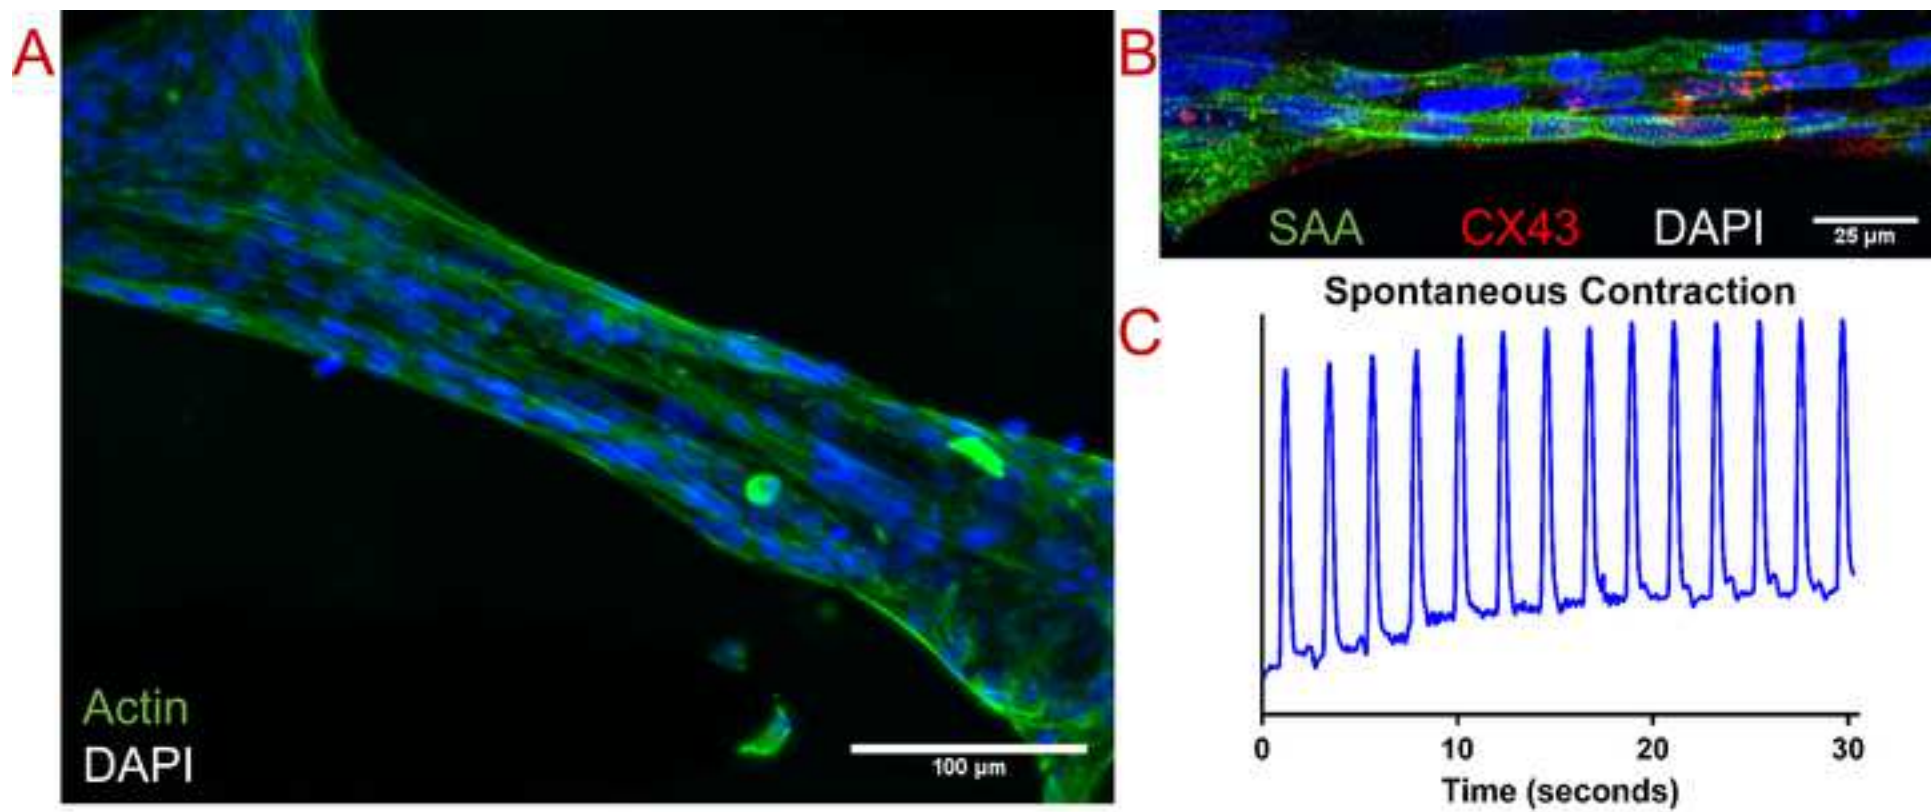 A
Actin
DAPI
100 µm
B
SAA CX43 DAPI
25 µm
C
Spontaneous Contraction
0 10 20 30
Time (seconds)